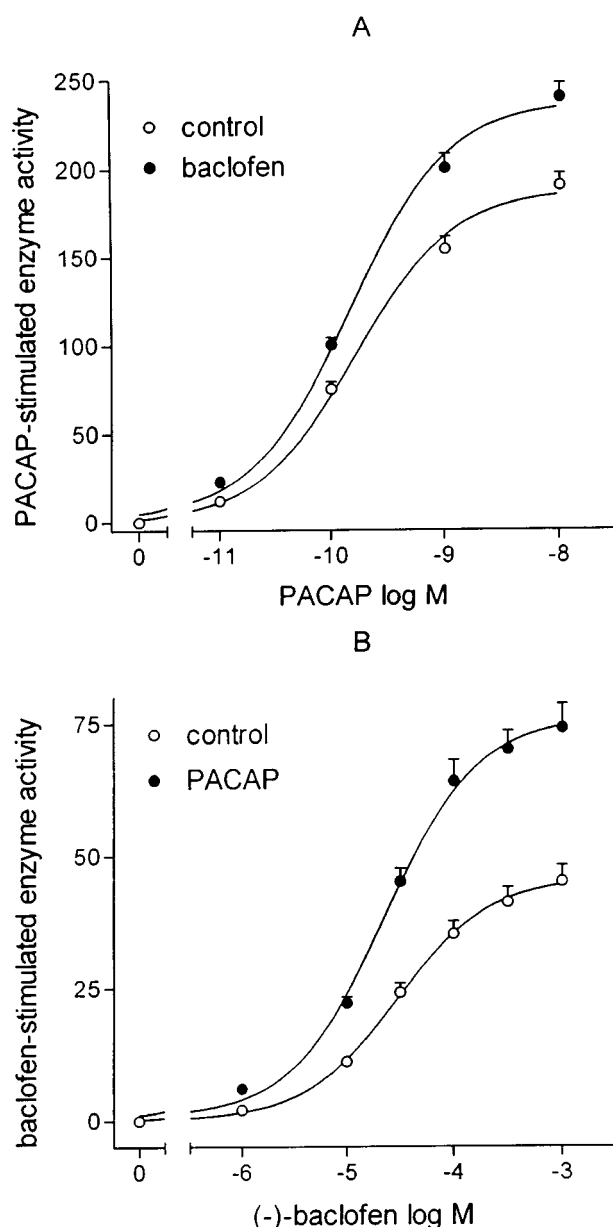 A
PACAP-stimulated enzyme activity
250
200
150
100
50
0
control
baclofen
0 -11 -10 -9 -8
PACAP log M
B
baclofen-stimulated enzyme activity
75
50
25
0
control
PACAP
0 -6 -5 -4 -3
(-)-baclofen log M